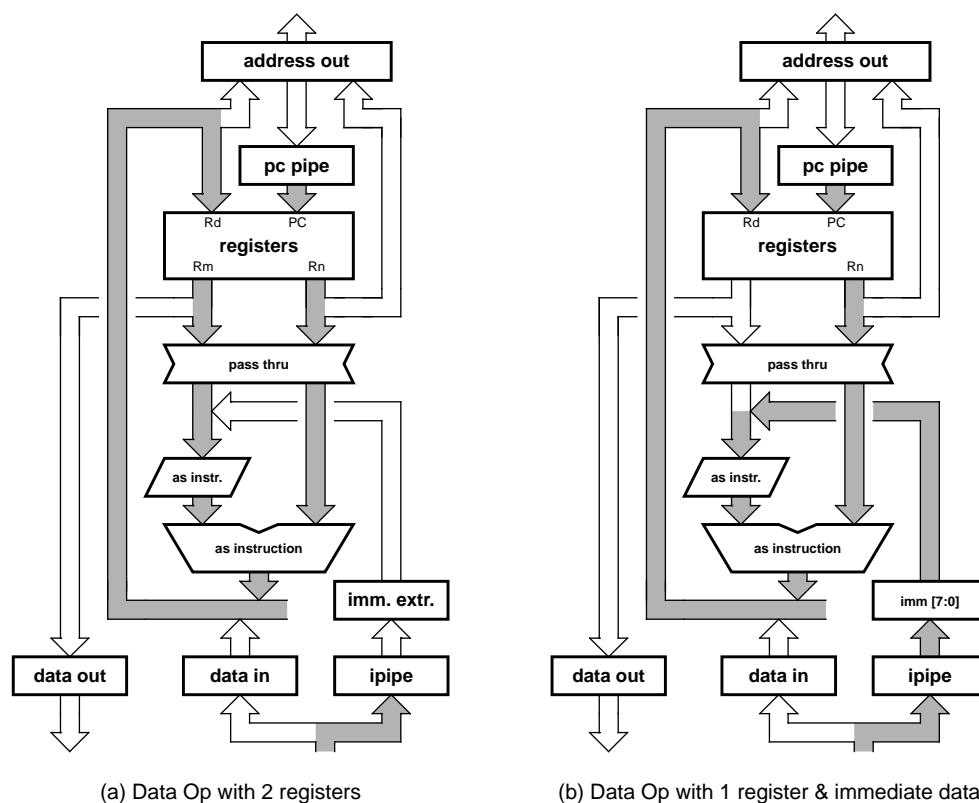 address out
pc pipe
Rd PC
registers
Rm Rn
pass thru
as instr.
as instruction
imm. extr.
data out data in ipipe
(a) Data Op with 2 registers
address out
pc pipe
Rd PC
registers
Rn
pass thru
as instr.
as instruction
imm [7:0]
data out data in ipipe
(b) Data Op with 1 register & immediate data